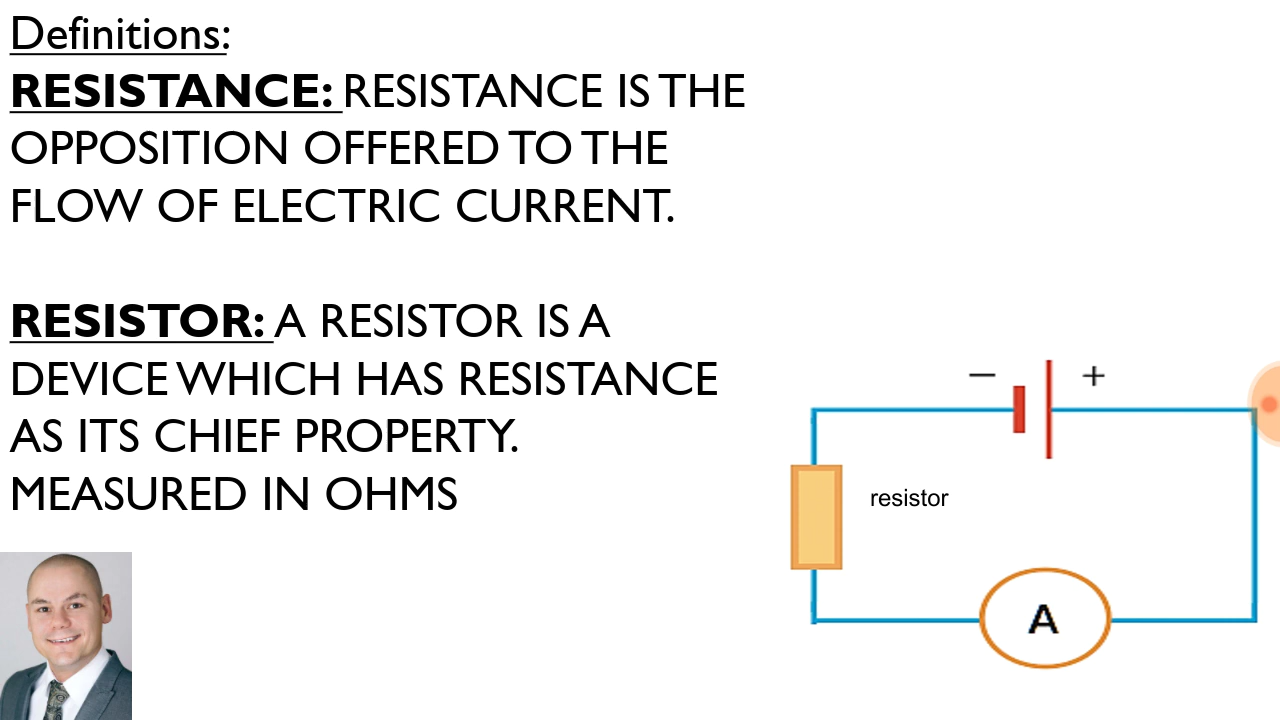 Definitions:
RESISTANCE: RESISTANCE IS THE
OPPOSITION OFFERED TO THE
FLOW OF ELECTRIC CURRENT.
RESISTOR: A RESISTOR IS A
DEVICE WHICH HAS RESISTANCE
AS ITS CHIEF PROPERTY.
MEASURED IN OHMS
− +
resistor
A